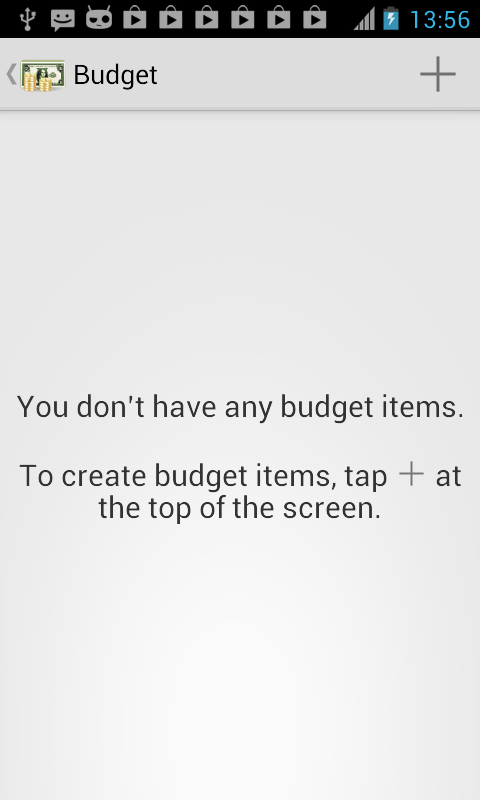 13:56
Budget
You don't have any budget items.
To create budget items, tap + at
the top of the screen.